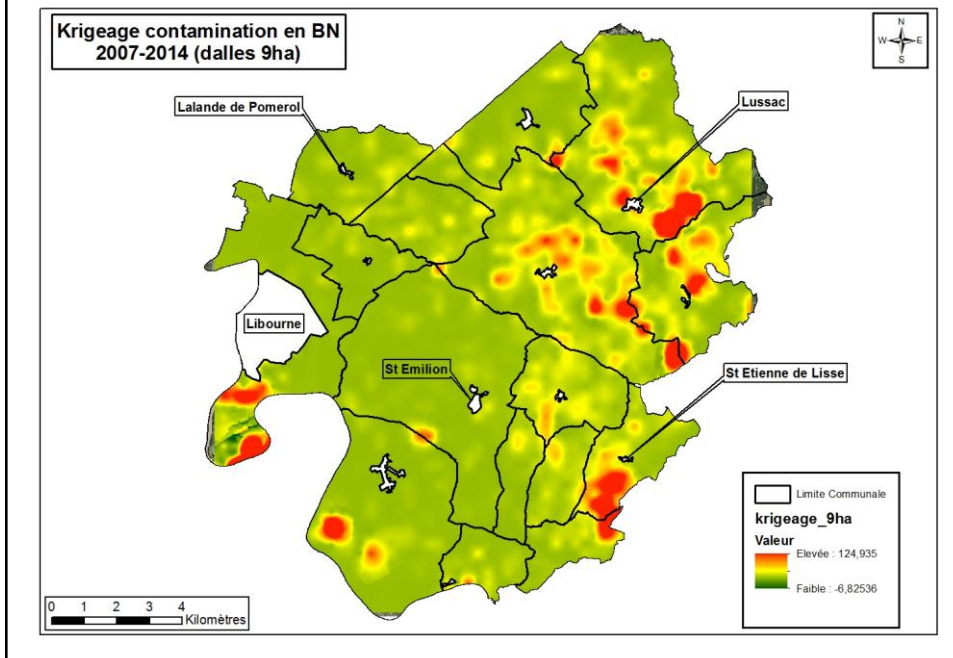 Krigeage contamination en BN
2007-2014 (dalles 9ha)
N
W E
S
Lalande de Pomerol
Lussac
Libourne
St Emilion
St Etienne de Lisse
Limite Communale
krigeage_9ha
Valeur
Elevée : 124,935
Faible : -6,82536
0 1 2 3 4
Kilomètres